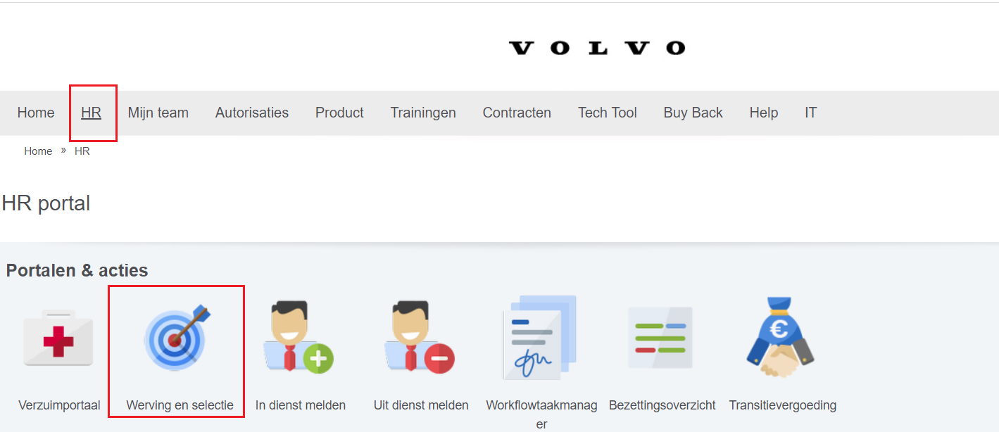 VOLVO
Home HR Mijn team Autorisaties Product Trainingen Contracten Tech Tool Buy Back Help IT
Home » HR
HR portal
Portalen & acties
€
Verzuimportaal Werving en selectie In dienst melden Uit dienst melden Workflowtaakmanag Bezettingsoverzicht Transitievergoeding
er